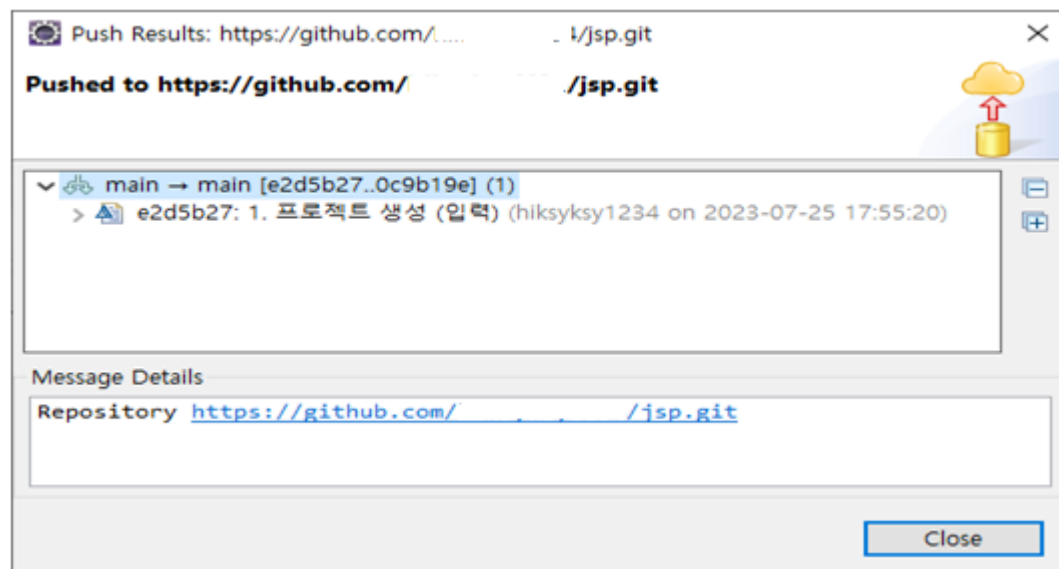 Push Results: https://github.com/ /jsp.git
Pushed to https://github.com/ /jsp.git
main → main [e2d5b27..0c9b19e] (1)
e2d5b27: 1. 프로젝트 생성 (입력) (hiksyksy1234 on 2023-07-25 17:55:20)
Message Details
Repository https://github.com/ /jsp.git
Close